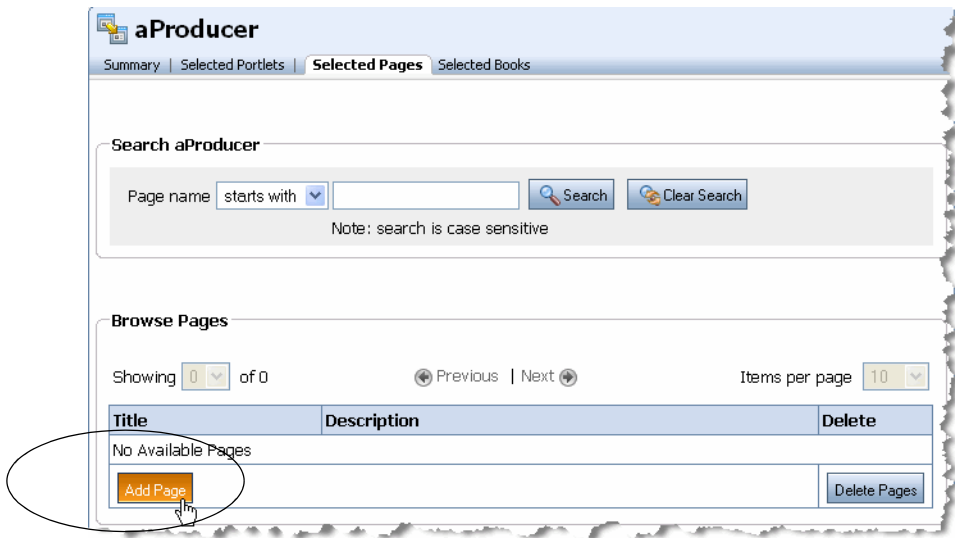 aProducer
Summary | Selected Portlets | Selected Pages Selected Books
Search aProducer
Page name starts with Search Clear Search
Note: search is case sensitive
Browse Pages
Showing 0 of 0 Previous | Next Items per page 10
Title Description Delete
No Available Pages
Add Page Delete Pages